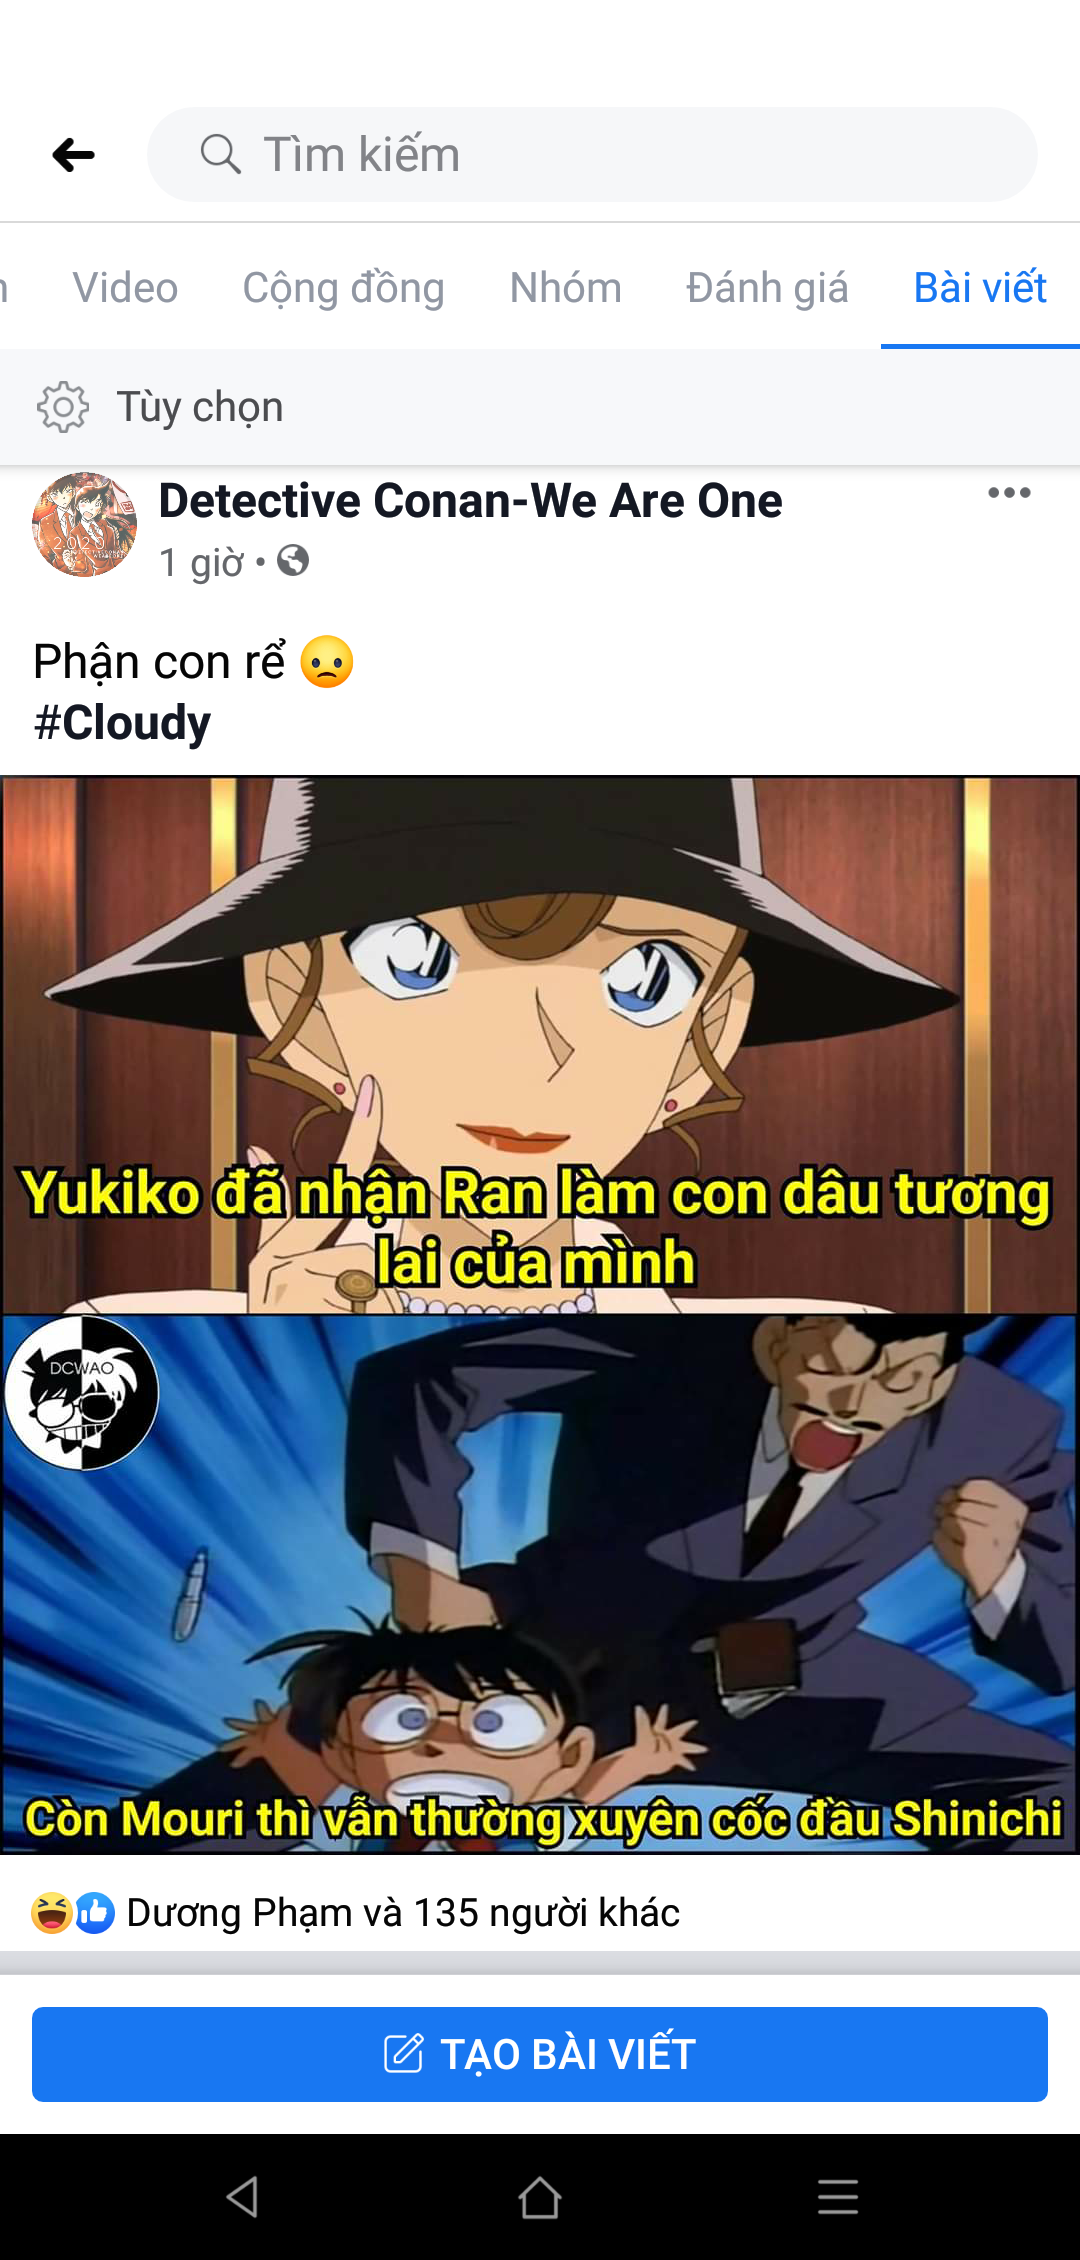 Tìm kiếm
Video Cộng đồng Nhóm Đánh giá Bài viết
Tùy chọn
Detective Conan-We Are One
1 giờ •
Phận con rể
#Cloudy
Yukiko đã nhận Ran làm con dâu tương
lai của mình
DCWAO
Còn Mouri thì vẫn thường xuyên cốc đầu Shinichi
Dương Phạm và 135 người khác
TẠO BÀI VIẾT